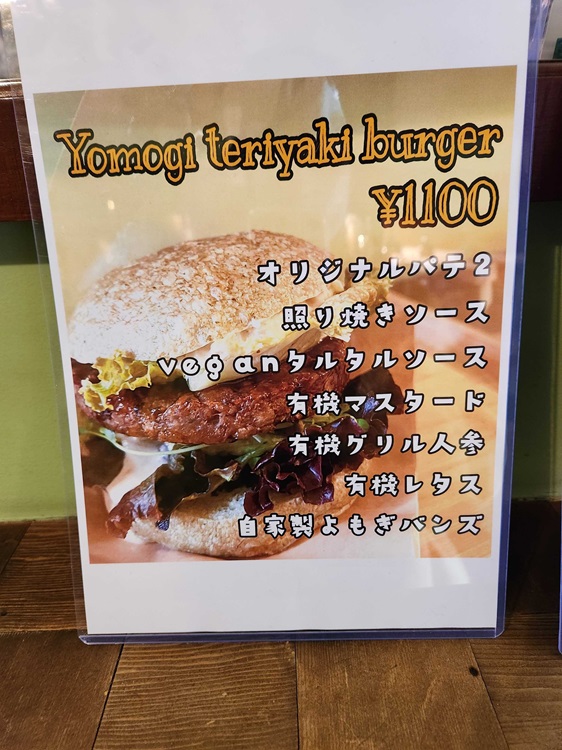 Yomogi teriyaki burger
¥1100
オリジナルパテ2
照り焼きソース
veganタルタルソース
有機マスタード
有機グリル人参
有機レタス
自家製よもぎバンズ